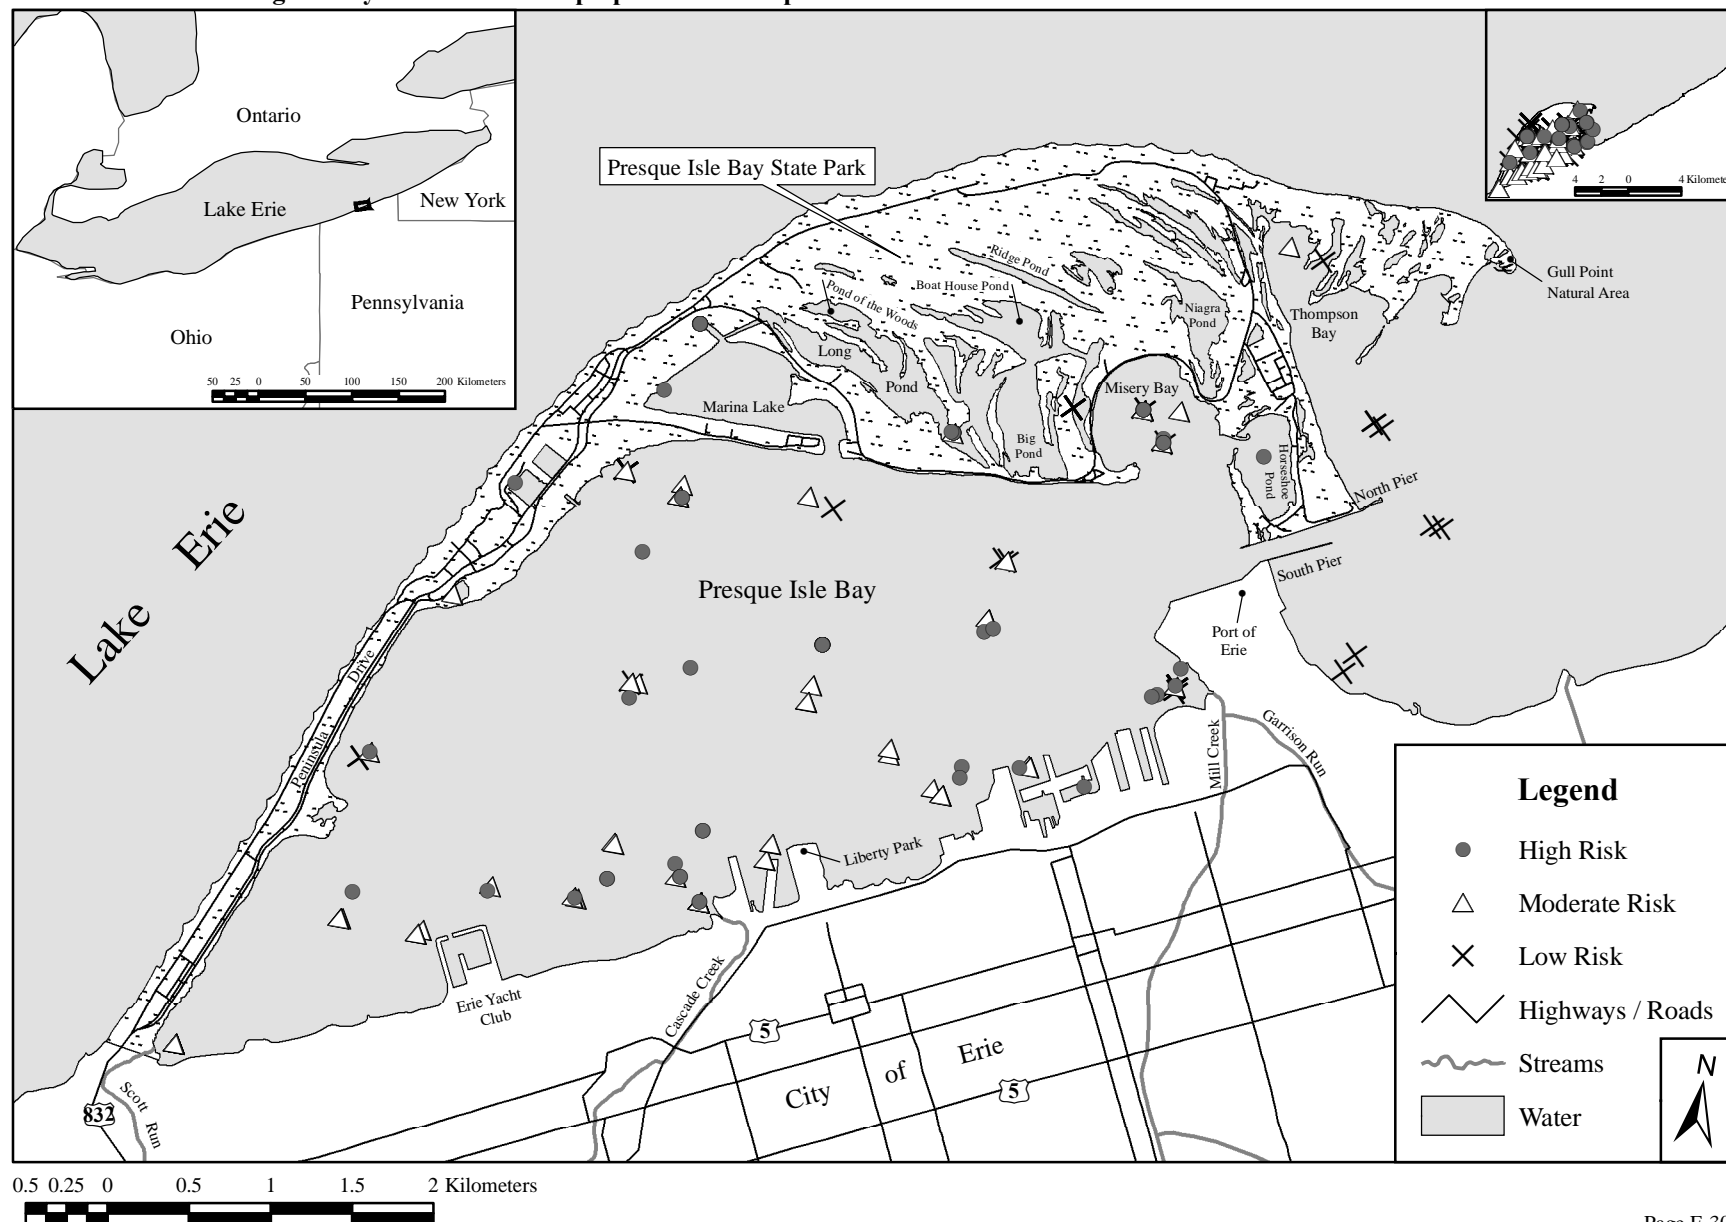 Ontario
Lake Erie
New York
Pennsylvania
Ohio
50 25 0 50 100 150 200 Kilometers
4 2 0 4
Presque Isle Bay State Park
Gull Point
Natural Area
Ridge Pond
Boat House Pond
Pond of the Woods
Niagra
Pond
Thompson
Bay
Long
Pond
Misery Bay
Marina Lake
Big
Pond
Horseshoe
Pond
North Pier
South Pier
Lake Erie
Presque Isle Bay
Port of
Erie
Peninsula Drive
Mill Creek
Garrison Run
Liberty Park
Erie Yacht
Club
Cascade Creek
5
City of Erie
5
Scott Run
832
Legend
High Risk
Moderate Risk
Low Risk
Highways / Roads
Streams
Water
N
0.5 0.25 0 0.5 1 1.5 2 Kilometers